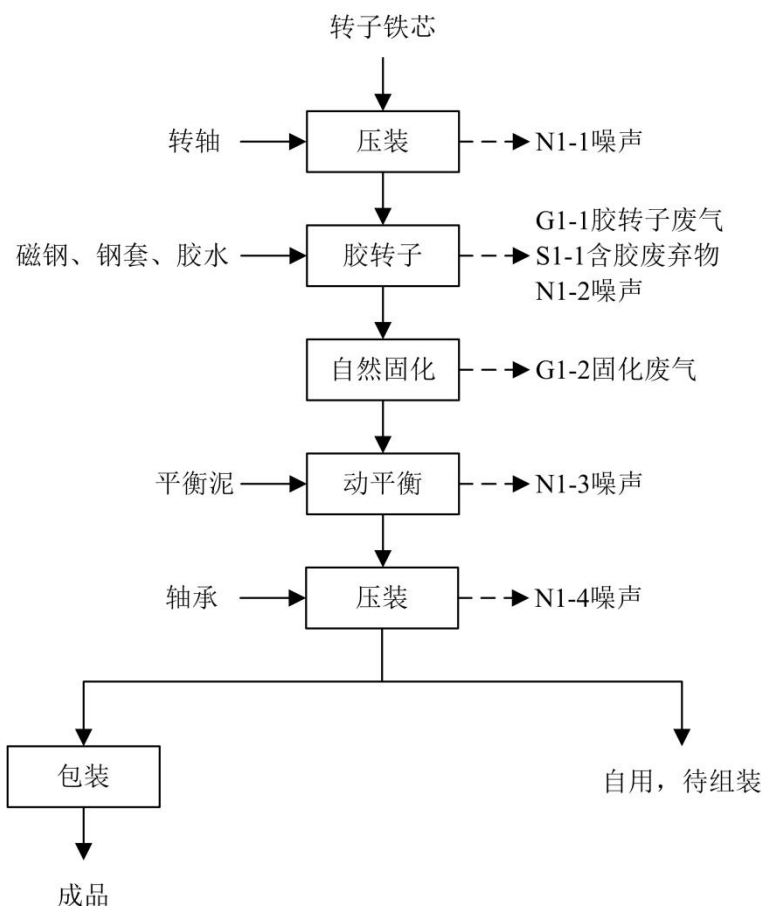 转子铁芯
转轴
压装
N1-1噪声
磁钢、钢套、胶水
胶转子
G1-1胶转子废气
S1-1含胶废弃物
N1-2噪声
自然固化
G1-2固化废气
平衡泥
动平衡
N1-3噪声
轴承
压装
N1-4噪声
包装
自用，待组装
成品